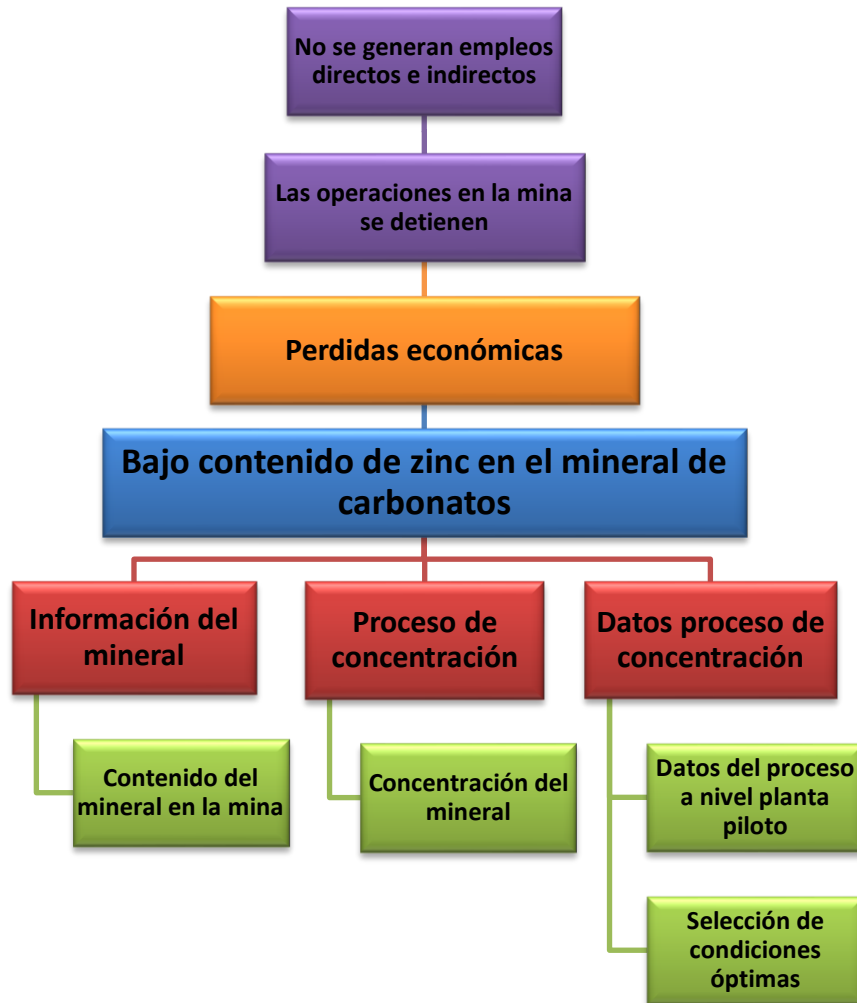 No se generan empleos
directos e indirectos
Las operaciones en la mina
se detienen
Perdidas económicas
Bajo contenido de zinc en el mineral de
carbonatos
Información del
mineral
Proceso de
concentración
Datos proceso de
concentración
Contenido del
mineral en la mina
Concentración del
mineral
Datos del proceso
a nivel planta
piloto
Selección de
condiciones
óptimas